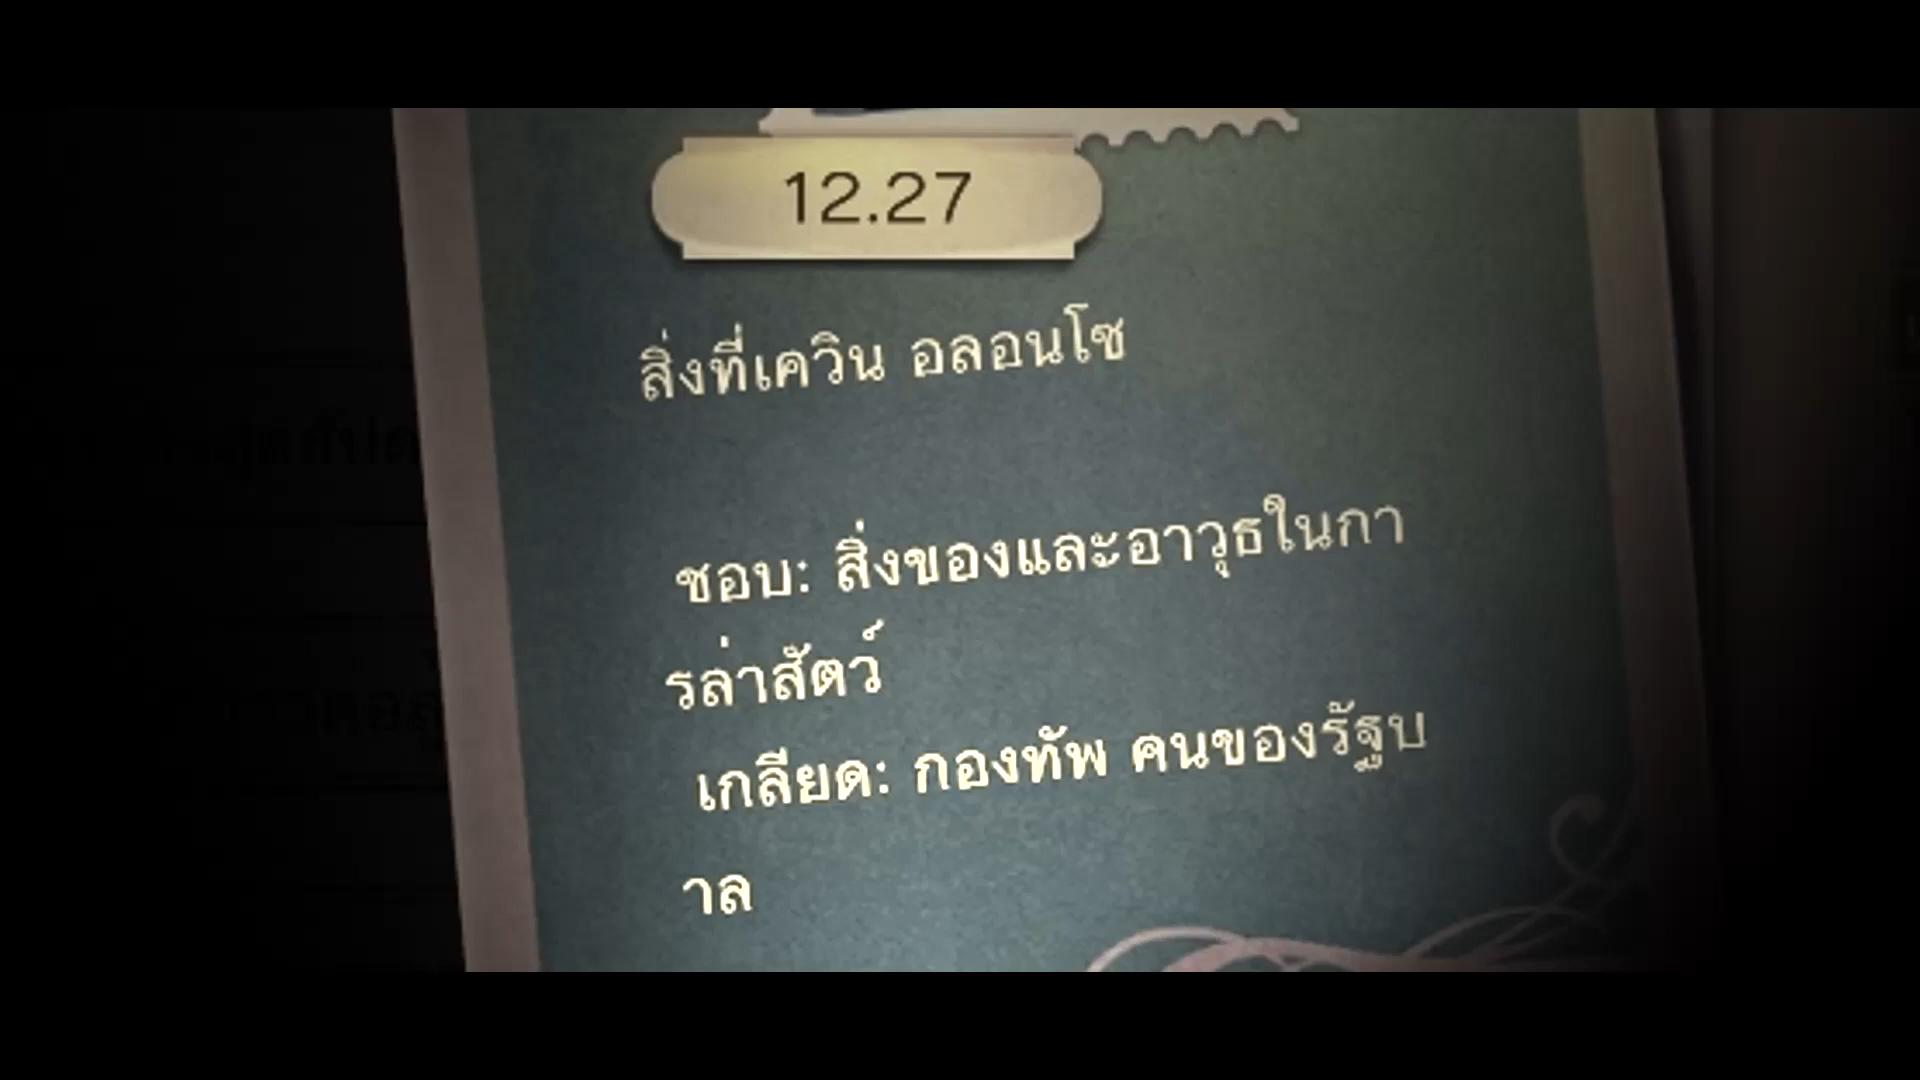 12.27
สิ่งที่เควิน อลอนโซ
ชอบ: สิ่งของและอาวุธในกา
รล่าสัตว์
เกลียด: กองทัพ คนของรัฐบ
าล